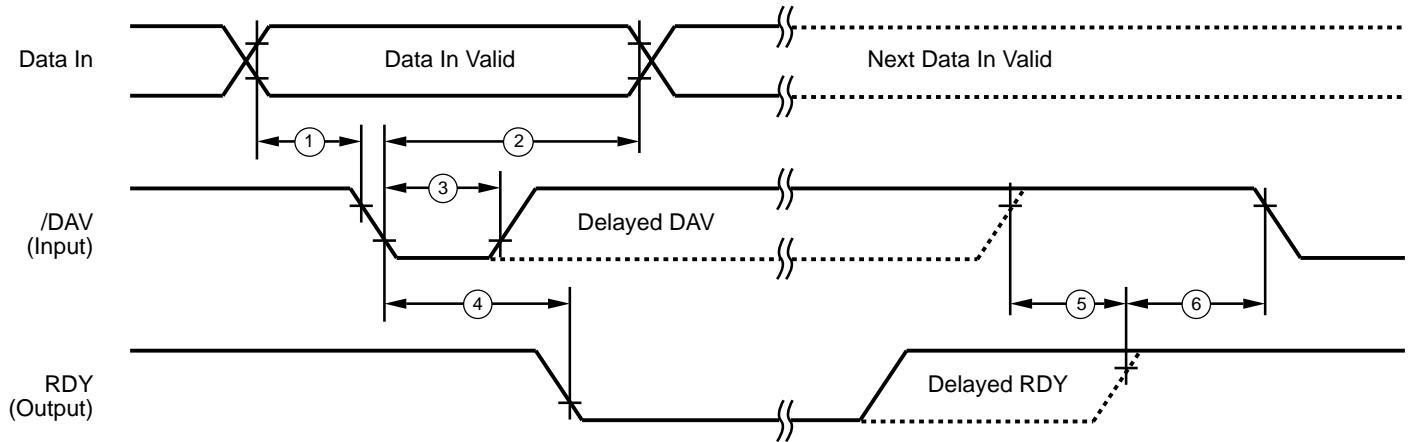 Data In
Data In Valid
Next Data In Valid
1
2
3
/DAV
(Input)
Delayed DAV
4
5
6
RDY
(Output)
Delayed RDY